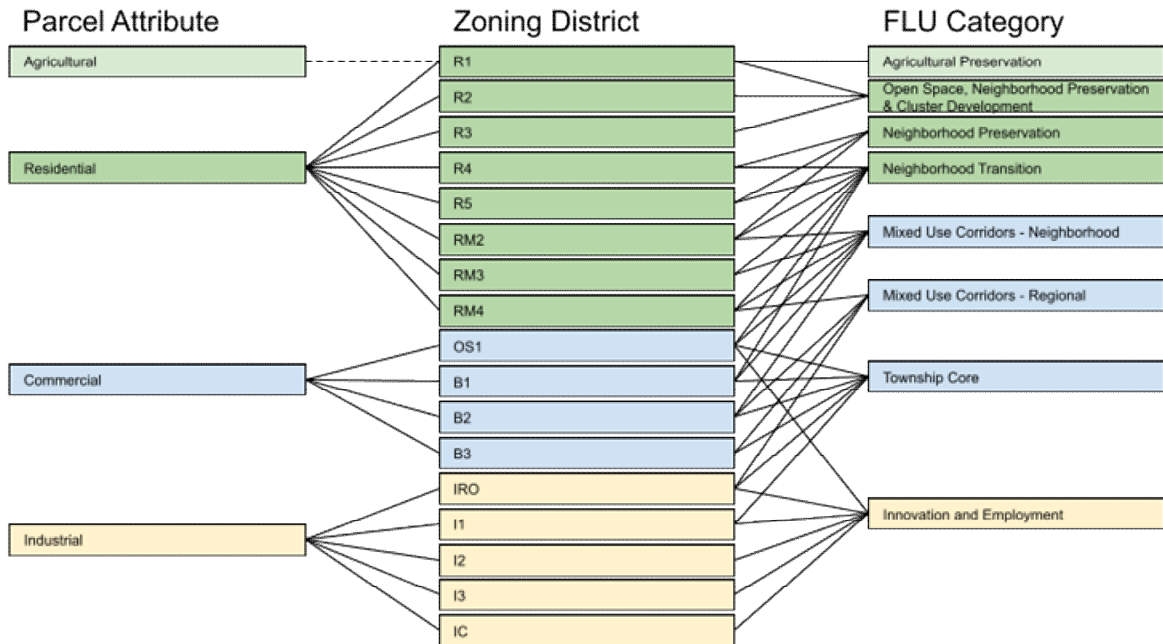 Parcel Attribute
Zoning District
FLU Category
Agricultural
Residential
Commercial
Industrial
R1
R2
R3
R4
R5
RM2
RM3
RM4
OS1
B1
B2
B3
IRO
I1
I2
I3
IC
Agricultural Preservation
Open Space, Neighborhood Preservation
& Cluster Development
Neighborhood Preservation
Neighborhood Transition
Mixed Use Corridors - Neighborhood
Mixed Use Corridors - Regional
Township Core
Innovation and Employment